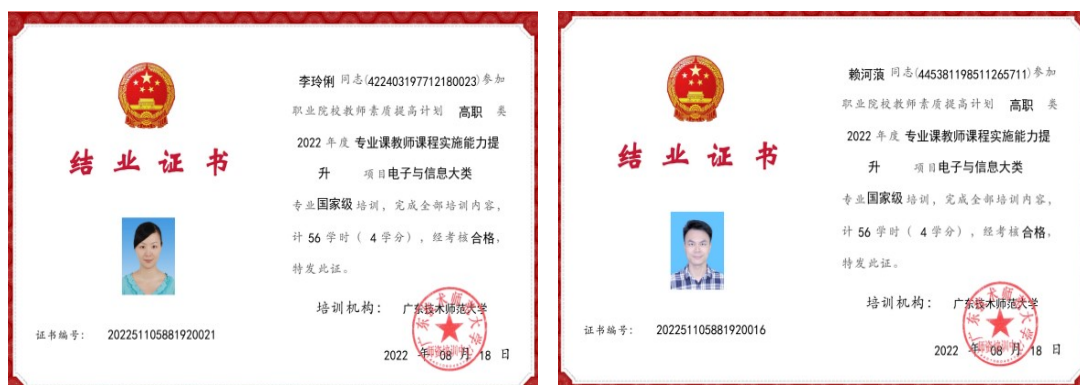 结业证书
李玲俐 同志(422403197712180023)参加
职业院校教师素质提高计划 高职 类
2022 年度 专业课教师课程实施能力提
升 项目电子与信息大类
专业国家级培训，完成全部培训内容，
计 56 学时（ 4 学分），经考核合格，
特发此证。
培训机构： 广东技术师范大学
证书编号： 202251105881920021
2022 年 08 月 18 日
结业证书
赖河蒗 同志(445381198511265711)参加
职业院校教师素质提高计划 高职 类
2022 年度 专业课教师课程实施能力提
升 项目电子与信息大类
专业国家级培训，完成全部培训内容，
计 56 学时（ 4 学分），经考核合格，
特发此证。
培训机构： 广东技术师范大学
证书编号： 202251105881920016
2022 年 08 月 18 日